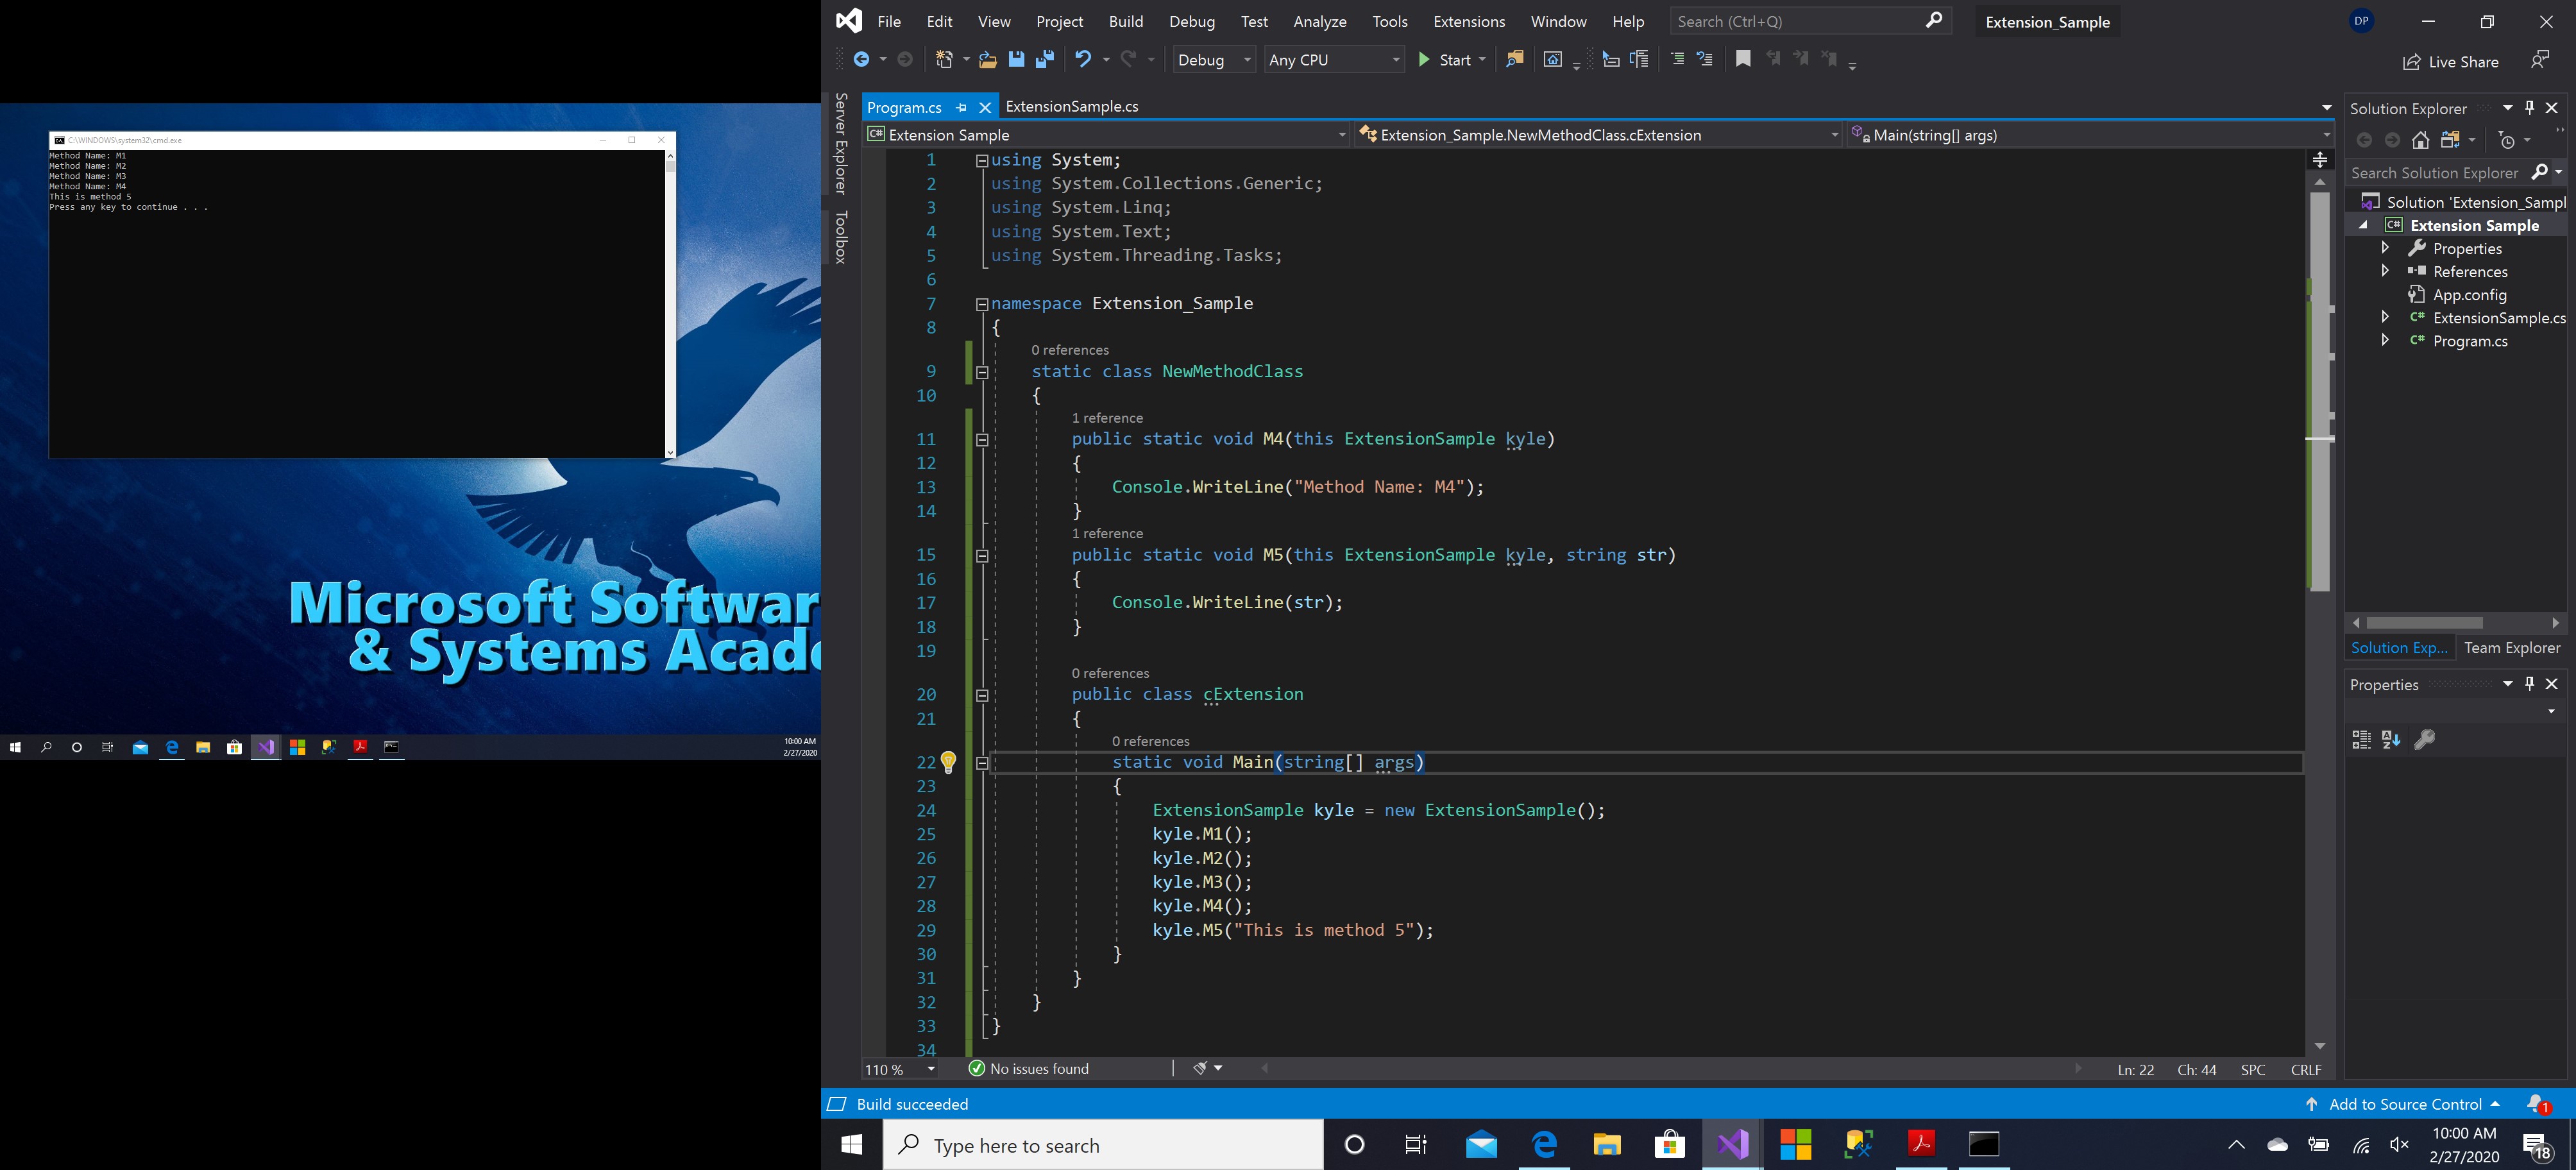 C:\WINDOWS\system32\cmd.exe
Method Name: M1
Method Name: M2
Method Name: M3
Method Name: M4
This is method 5
Press any key to continue . . .
Microsoft Softwar
& Systems Acade
10:00 AM
2/27/2020
File Edit View Project Build Debug Test Analyze Tools Extensions Window Help Search (Ctrl+Q) Extension_Sample DP
Debug Any CPU Start Live Share
Server Explorer
Toolbox
Program.cs ExtensionSample.cs
C# Extension Sample Extension_Sample.NewMethodClass.cExtension Main(string[] args)
1 using System;
2 using System.Collections.Generic;
3 using System.Linq;
4 using System.Text;
5 using System.Threading.Tasks;
6
7 namespace Extension_Sample
8 {
0 references
9 static class NewMethodClass
10 {
1 reference
11 public static void M4(this ExtensionSample kyle)
12 {
13 Console.WriteLine("Method Name: M4");
14 }
1 reference
15 public static void M5(this ExtensionSample kyle, string str)
16 {
17 Console.WriteLine(str);
18 }
19
0 references
20 public class cExtension
21 {
0 references
22 static void Main(string[] args)
23 {
24 ExtensionSample kyle = new ExtensionSample();
25 kyle.M1();
26 kyle.M2();
27 kyle.M3();
28 kyle.M4();
29 kyle.M5("This is method 5");
30 }
31 }
32 }
33 }
34
110 % No issues found Ln: 22 Ch: 44 SPC CRLF
Solution Explorer
Search Solution Explorer
Solution 'Extension_Sampl
C# Extension Sample
Properties
References
App.config
C# ExtensionSample.cs
C# Program.cs
Solution Exp... Team Explorer
Properties
Build succeeded Add to Source Control 1
Type here to search
10:00 AM
2/27/2020
18